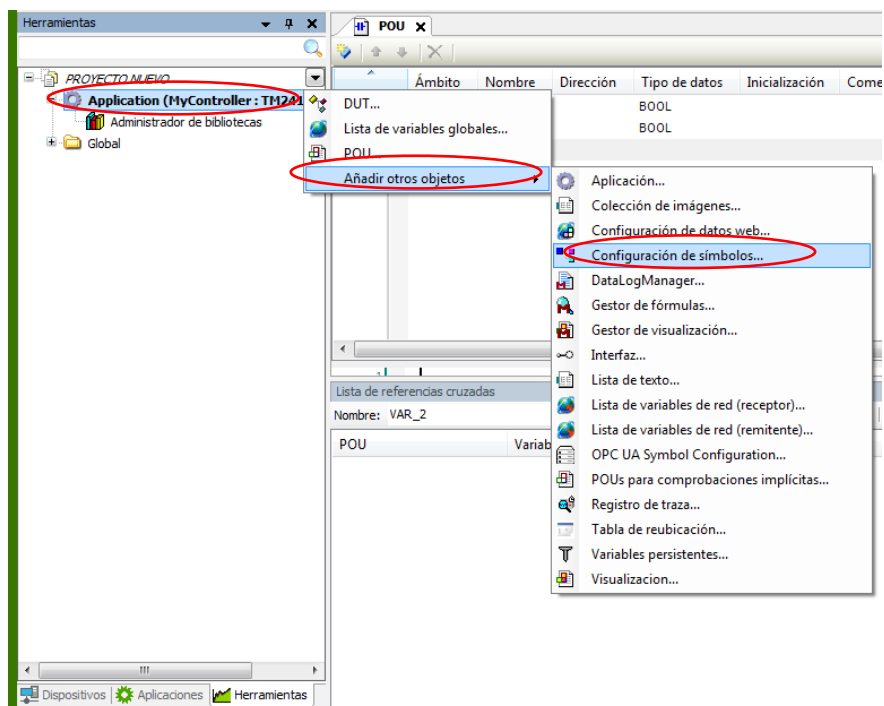 Herramientas
POU
PROYECTO NUEVO
Application (MyController : TM241
Administrador de bibliotecas
Global
Ámbito Nombre Dirección Tipo de datos Inicialización Come
BOOL
BOOL
DUT...
Lista de variables globales...
POU...
Añadir otros objetos
Aplicación...
Colección de imágenes...
Configuración de datos web...
Configuración de símbolos...
DataLogManager...
Gestor de fórmulas...
Gestor de visualización...
Interfaz...
Lista de texto...
Lista de variables de red (receptor)...
Lista de variables de red (remitente)...
OPC UA Symbol Configuration...
POUs para comprobaciones implícitas...
Registro de traza...
Tabla de reubicación...
Variables persistentes...
Visualizacion...
1
Lista de referencias cruzadas
Nombre: VAR_2
POU Variab
Dispositivos Aplicaciones Herramientas